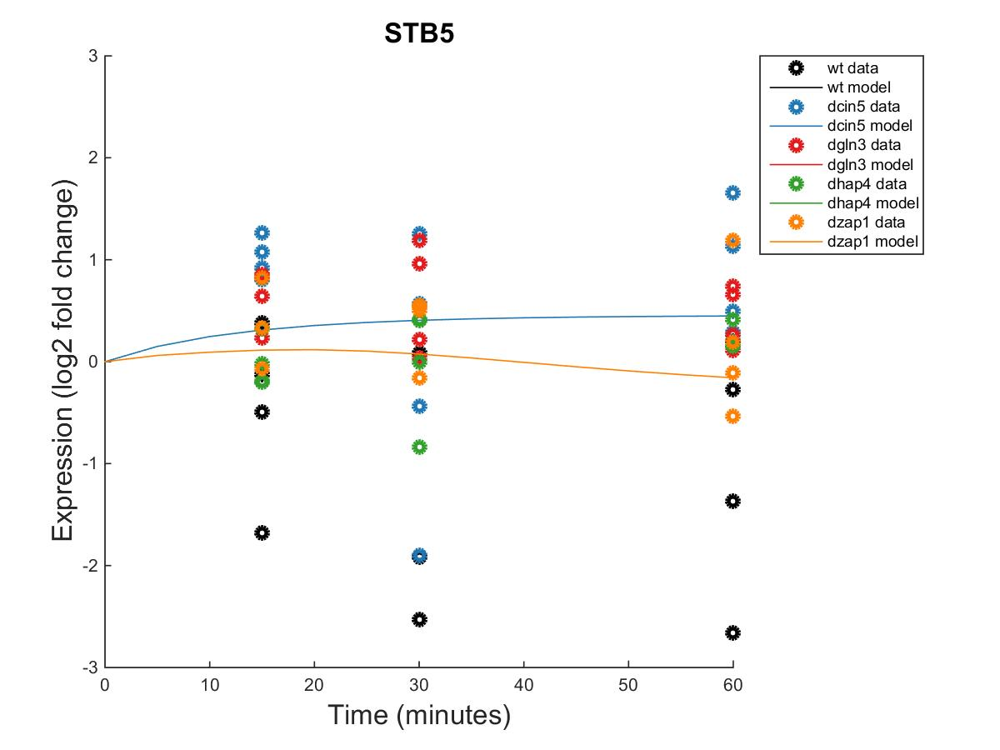 STB5
3
2
1
0
-1
-2
-3
Expression (log2 fold change)
0 10 20 30 40 50 60
Time (minutes)
wt data
wt model
dcin5 data
dcin5 model
dgln3 data
dgln3 model
dhap4 data
dhap4 model
dzap1 data
dzap1 model